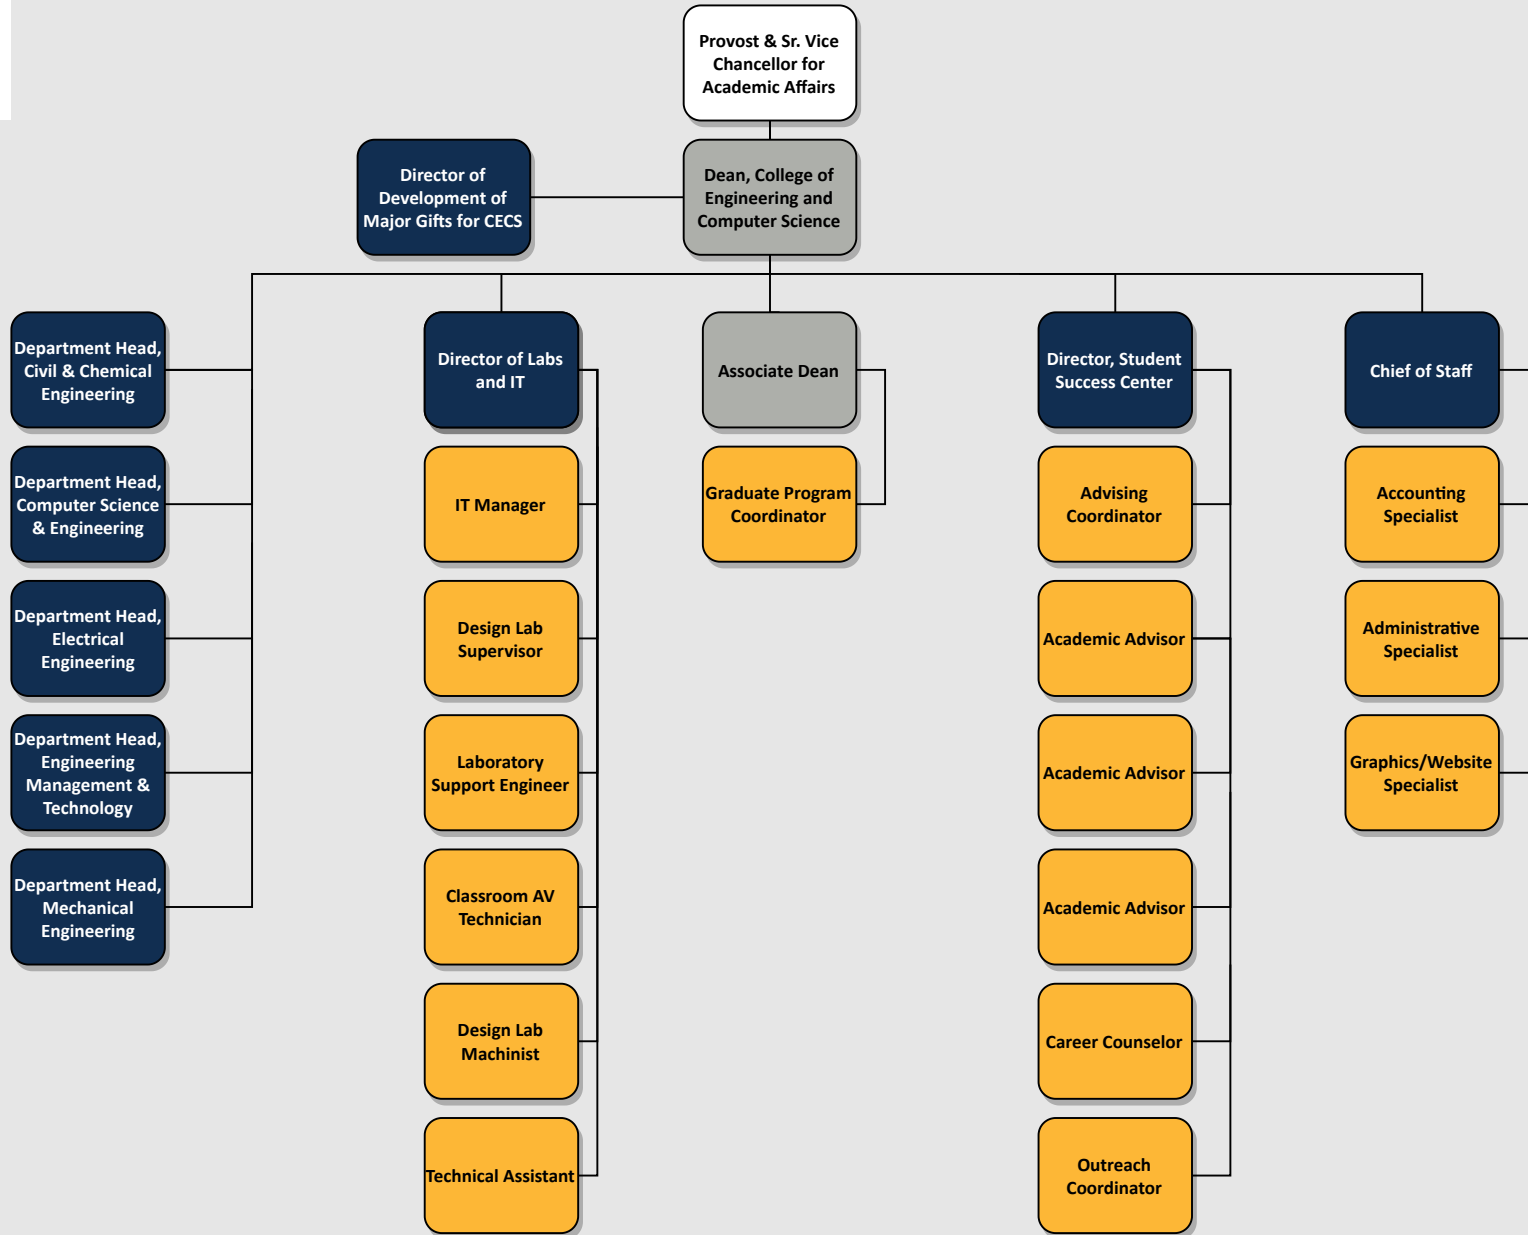 Provost & Sr. Vice
Chancellor for
Academic Affairs
Director of
Development of
Major Gifts for CECS
Dean, College of
Engineering and
Computer Science
Department Head,
Civil & Chemical
Engineering
Department Head,
Computer Science
& Engineering
Department Head,
Electrical
Engineering
Department Head,
Engineering
Management &
Technology
Department Head,
Mechanical
Engineering
Director of Labs
and IT
IT Manager
Design Lab
Supervisor
Laboratory
Support Engineer
Classroom AV
Technician
Design Lab
Machinist
Technical Assistant
Associate Dean
Graduate Program
Coordinator
Director, Student
Success Center
Advising
Coordinator
Academic Advisor
Academic Advisor
Academic Advisor
Career Counselor
Outreach
Coordinator
Chief of Staff
Accounting
Specialist
Administrative
Specialist
Graphics/Website
Specialist